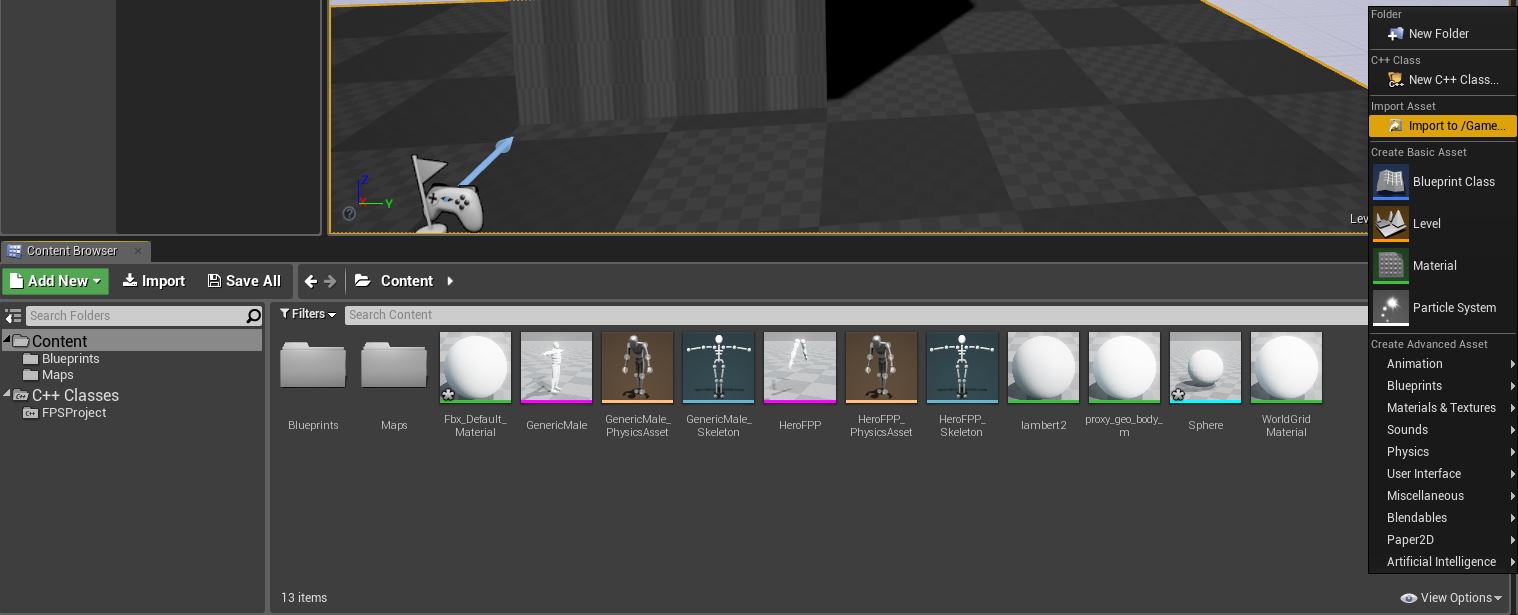 Folder
New Folder
C++ Class
New C++ Class...
Import Asset
Import to /Game...
Create Basic Asset
Blueprint Class
Level
Material
Particle System
Create Advanced Asset
Animation
Blueprints
Materials & Textures
Sounds
Physics
User Interface
Miscellaneous
Blendables
Paper2D
Artificial Intelligence
Z
Y
Lev
Content Browser
Add New
Import
Save All
Content
Search Folders
Content
Blueprints
Maps
C++ Classes
FPSProject
Filters
Search Content
Blueprints
Maps
Fbx_Default_
Material
GenericMale
GenericMale_
PhysicsAsset
GenericMale_
Skeleton
HeroFPP
HeroFPP_
PhysicsAsset
HeroFPP_
Skeleton
lambert2
proxy_geo_body_
m
Sphere
WorldGrid
Material
13 items
View Options